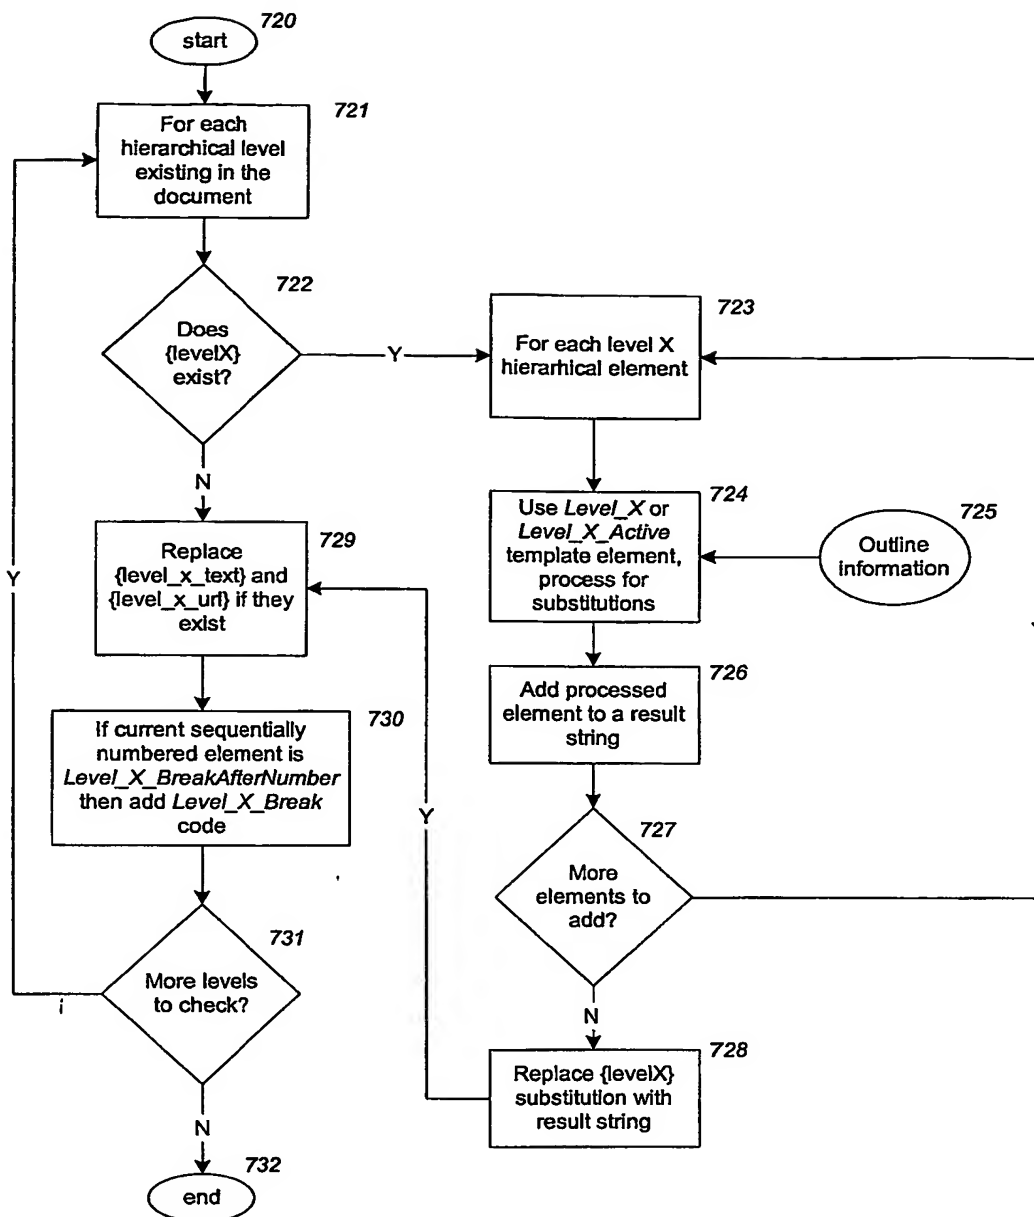 720
start
721
For each
hierarchical level
existing in the
document
722
Does
{levelX}
exist?
Y
723
For each level X
hierarhical element
N
724
Use Level_X or
Level_X_Active
template element,
process for
substitutions
725
Outline
information
729
Replace
{level_x_text} and
{level_x_url} if they
exist
Y
726
Add processed
element to a result
string
730
If current sequentially
numbered element is
Level_X_BreakAfterNumber
then add Level_X_Break
code
Y
727
More
elements to
add?
731
More levels
to check?
N
728
Replace {levelX}
substitution with
result string
N
732
end